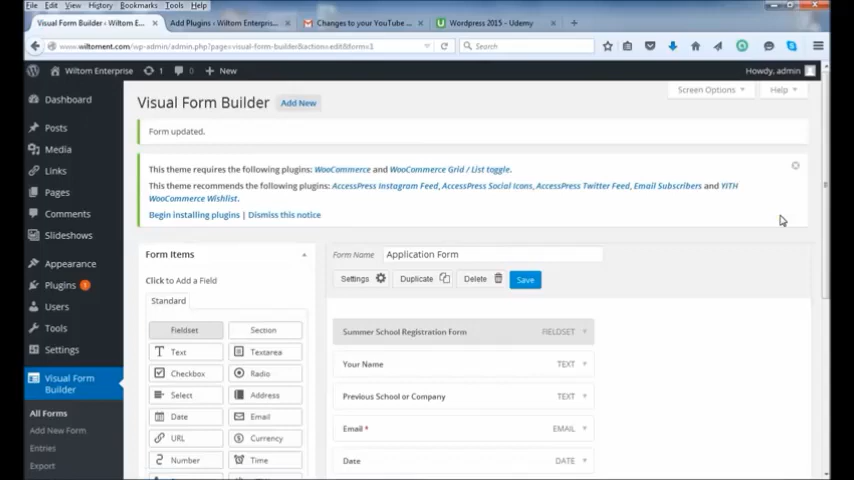 File Edit View History Bookmarks Tools Help
Visual Form Builder ‹ Wiltom E... ×
Add Plugins ‹ Wiltom Enterpris... ×
Changes to your YouTube ... ×
Wordpress 2015 - Udemy ×
www.wiltoment.com/wp-admin/admin.php?page=visual-form-builder&action=edit&form=1
Search
Wiltom Enterprise 1 + New
Howdy, admin
Dashboard
Posts
Media
Links
Pages
Comments
Slideshows
Appearance
Plugins 1
Users
Tools
Settings
Visual Form
Builder
All Forms
Add New Form
Entries
Export
Screen Options
Help
Visual Form Builder Add New
Form updated.
This theme requires the following plugins: WooCommerce and WooCommerce Grid / List toggle.
This theme recommends the following plugins: AccessPress Instagram Feed, AccessPress Social Icons, AccessPress Twitter Feed, Email Subscribers and YITH
WooCommerce Wishlist.
Begin installing plugins | Dismiss this notice
Form Items
Click to Add a Field
Standard
Fieldset Section
Text Textarea
Checkbox Radio
Select Address
Date Email
URL Currency
Number Time
Form Name Application Form
Settings Duplicate Delete Save
Summer School Registration Form FIELDSET
Your Name TEXT
Previous School or Company TEXT
Email * EMAIL
Date DATE